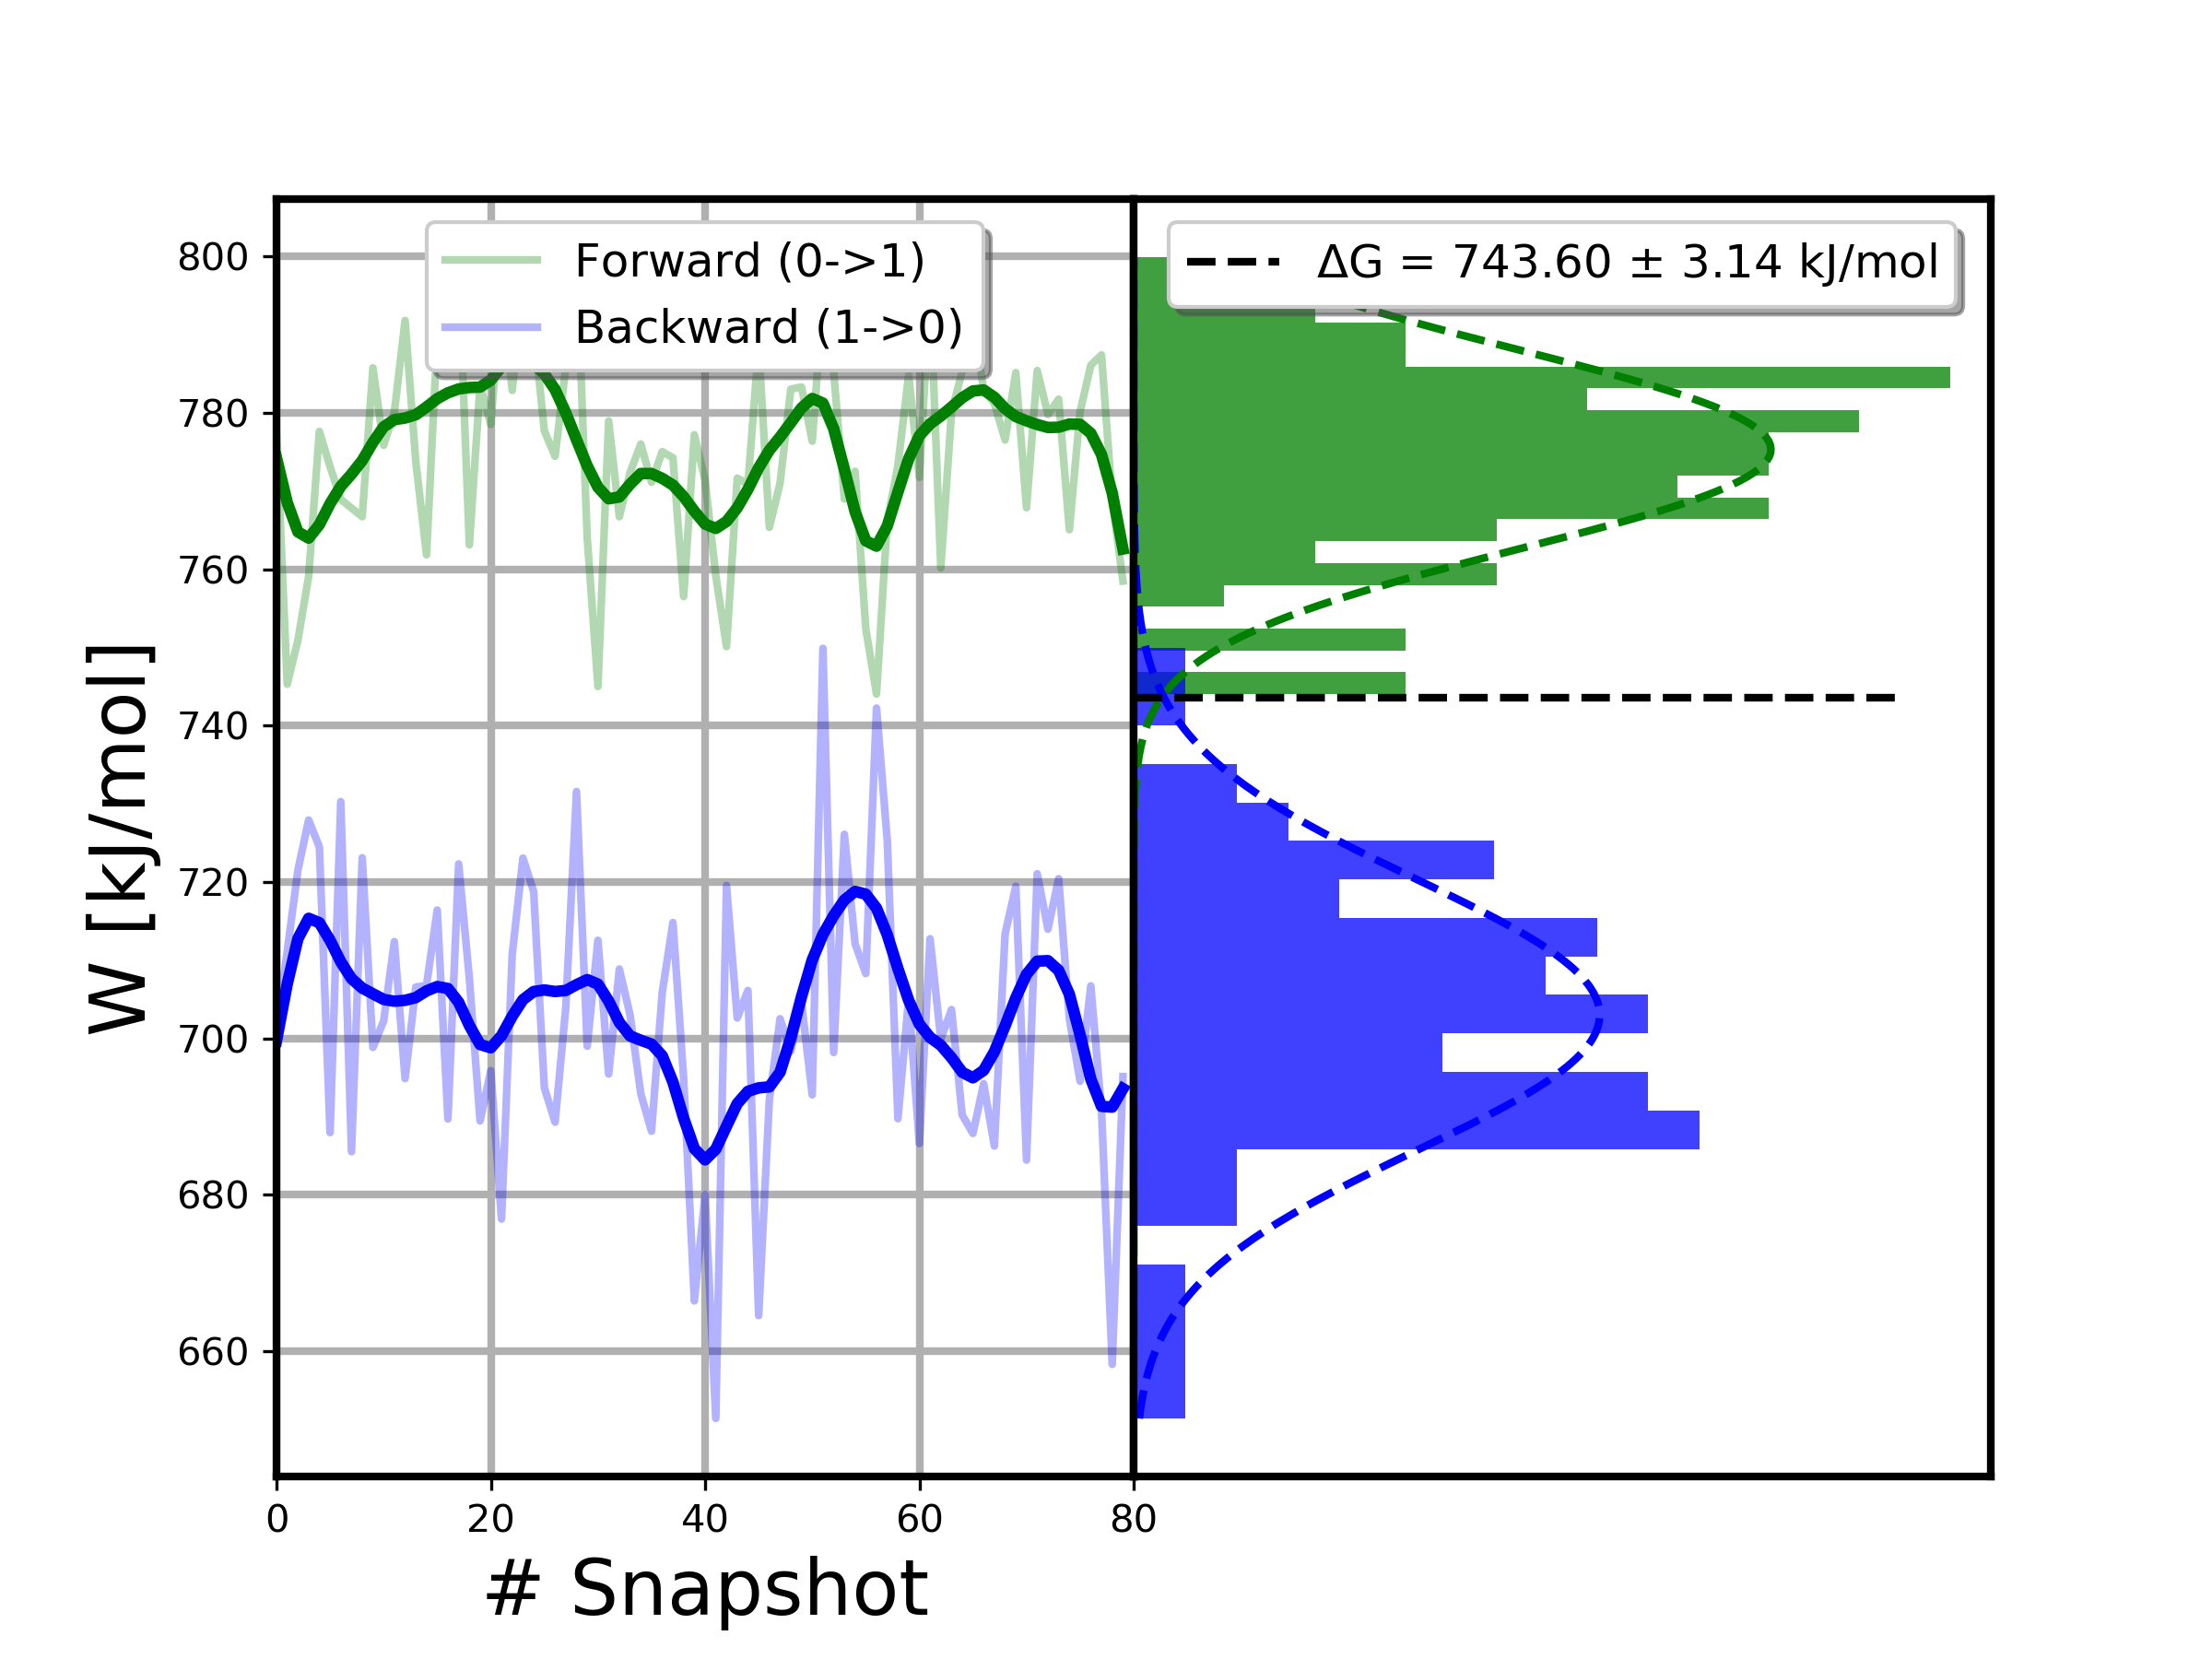 Forward (0->1)
Backward (1->0)
ΔG = 743.60 ± 3.14 kJ/mol
W [kJ/mol]
800
780
760
740
720
700
680
660
0 20 40 60 80
# Snapshot